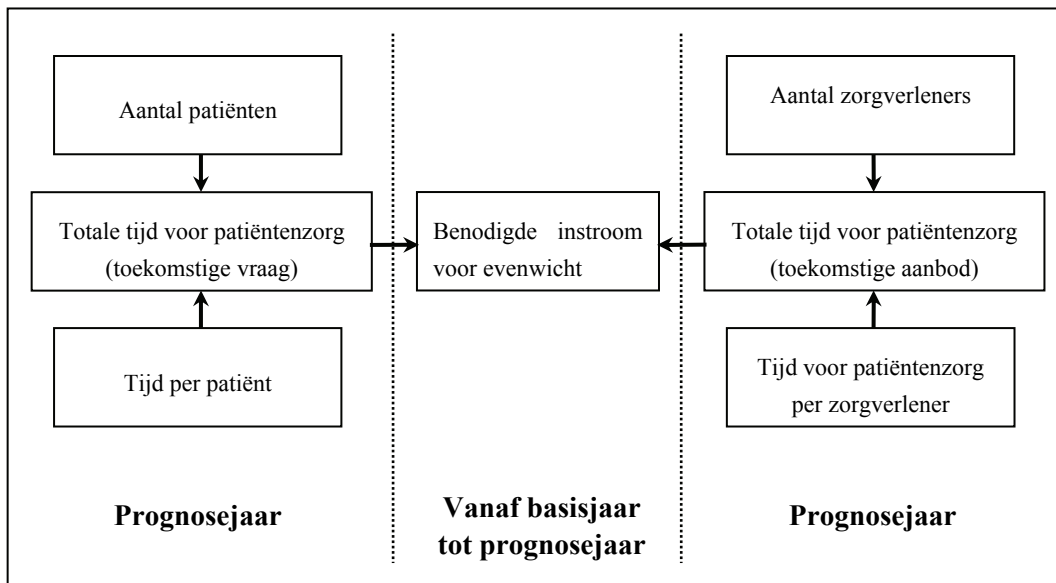 Aantal patiënten
Totale tijd voor patiëntenzorg
(toekomstige vraag)
Tijd per patiënt
Prognosejaar
Benodigde instroom
voor evenwicht
Vanaf basisjaar
tot prognosejaar
Aantal zorgverleners
Totale tijd voor patiëntenzorg
(toekomstige aanbod)
Tijd voor patiëntenzorg
per zorgverlener
Prognosejaar